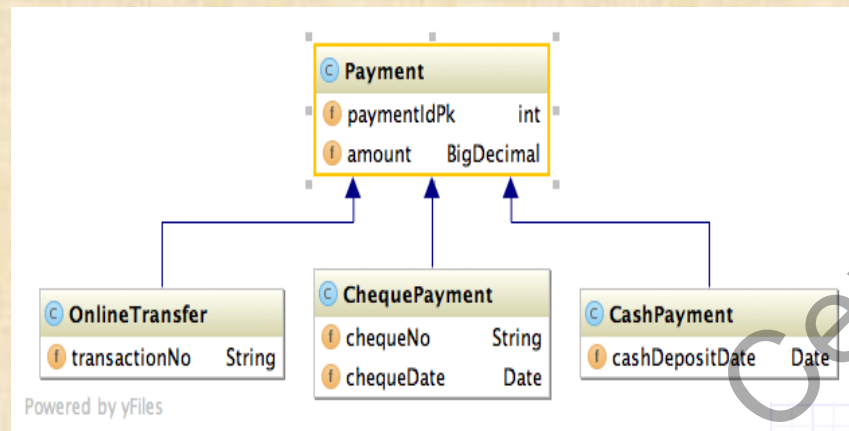 Payment
paymentIdPk int
amount BigDecimal
OnlineTransfer
transactionNo String
ChequePayment
chequeNo String
chequeDate Date
CashPayment
cashDepositDate Date
Powered by yFiles